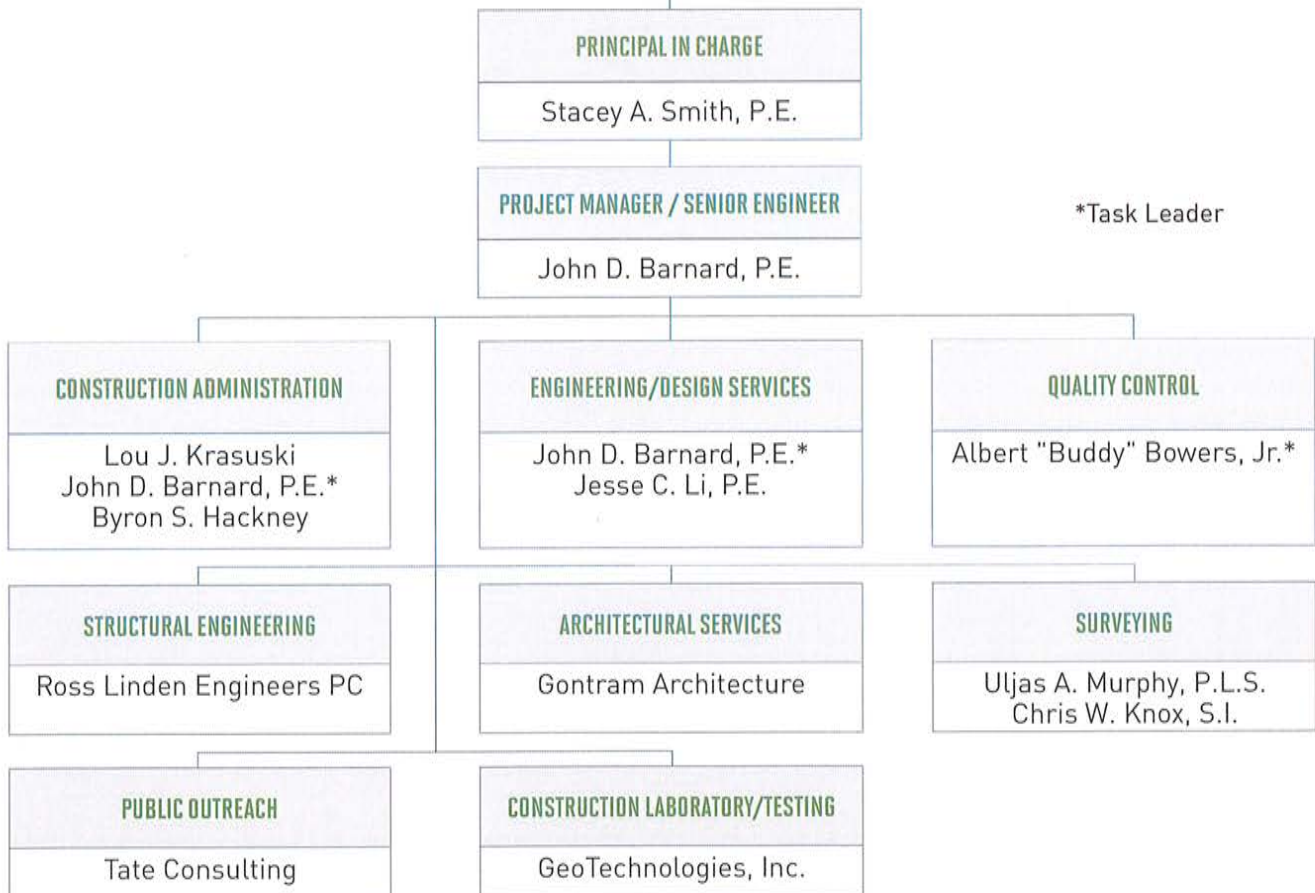 PRINCIPAL IN CHARGE
Stacey A. Smith, P.E.
PROJECT MANAGER / SENIOR ENGINEER
John D. Barnard, P.E.
*Task Leader
CONSTRUCTION ADMINISTRATION
Lou J. Krasuski
John D. Barnard, P.E.*
Byron S. Hackney
ENGINEERING/DESIGN SERVICES
John D. Barnard, P.E.*
Jesse C. Li, P.E.
QUALITY CONTROL
Albert "Buddy" Bowers, Jr.*
STRUCTURAL ENGINEERING
Ross Linden Engineers PC
ARCHITECTURAL SERVICES
Gontram Architecture
SURVEYING
Uljas A. Murphy, P.L.S.
Chris W. Knox, S.I.
PUBLIC OUTREACH
Tate Consulting
CONSTRUCTION LABORATORY/TESTING
GeoTechnologies, Inc.